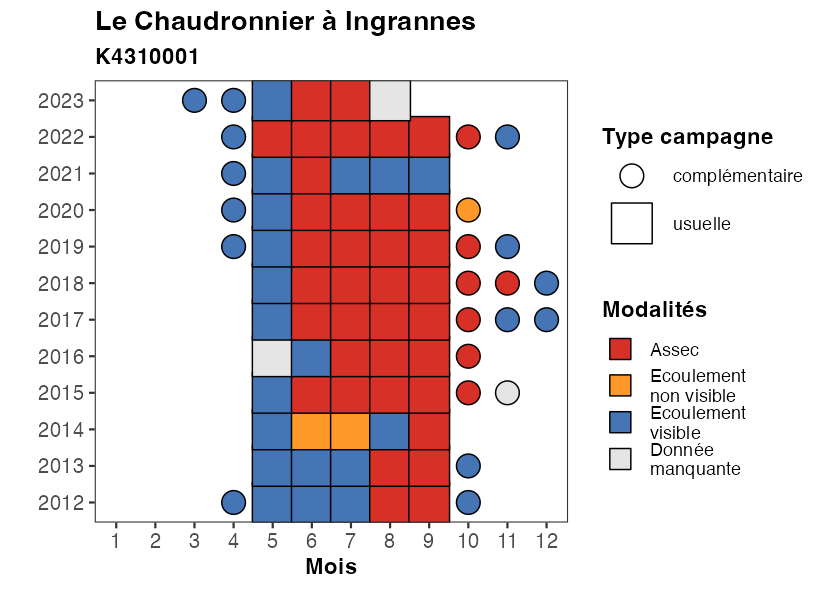 Le Chaudronnier à Ingrannes
K4310001
2023
2022
2021
2020
2019
2018
2017
2016
2015
2014
2013
2012
1 2 3 4 5 6 7 8 9 10 11 12
Mois
Type campagne
complémentaire
usuelle
Modalités
Assec
Ecoulement
non visible
Ecoulement
visible
Donnée
manquante